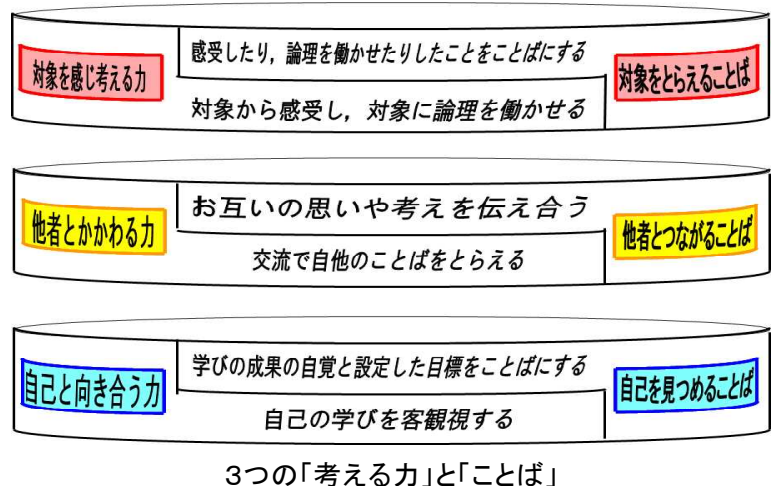 感受したり，論理を働かせたりしたことをことばにする
対象を感じ考える力
対象をとらえることば
対象から感受し，対象に論理を働かせる
お互いの思いや考えを伝え合う
他者とかかわる力
他者とつながることば
交流で自他のことばをとらえる
学びの成果の自覚と設定した目標をことばにする
自己と向き合う力
自己を見つめることば
自己の学びを客観視する
3つの「考える力」と「ことば」